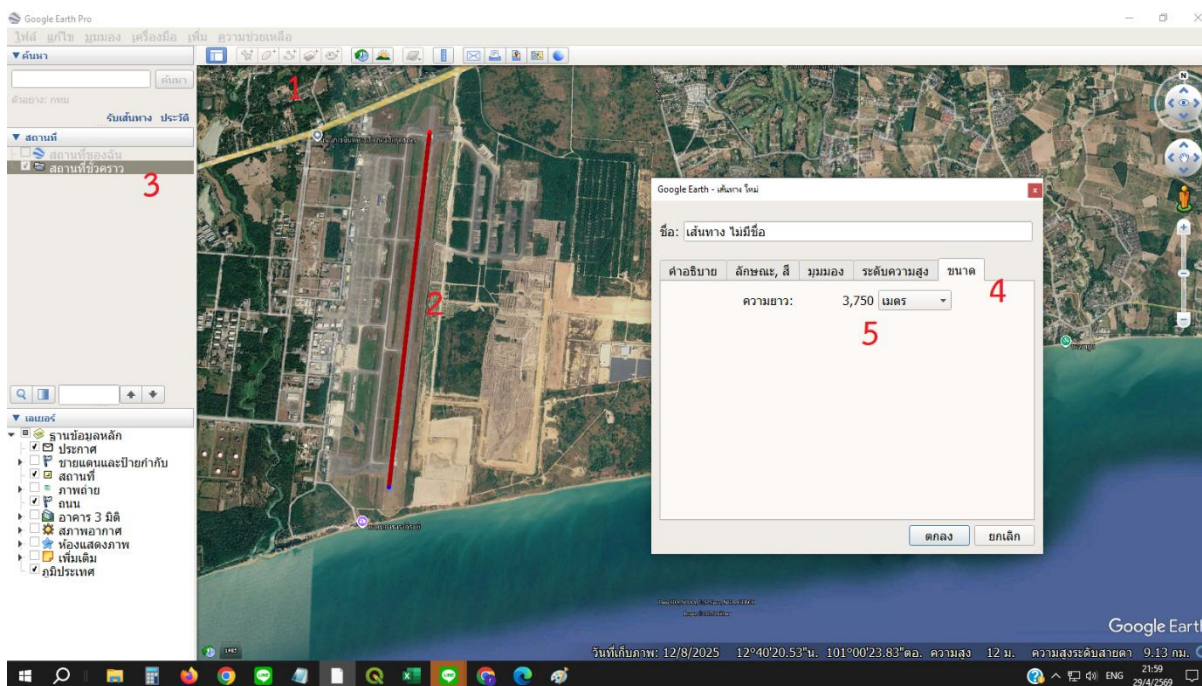 Google Earth Pro
ไฟล์ แก้ไข มุมมอง เครื่องมือ เพิ่ม ความช่วยเหลือ
ค้นหา
ค้นหา
ตัวอย่าง: กทม
รับเส้นทาง ประวัติ
สถานที่
สถานที่ของฉัน
สถานที่ชั่วคราว
1
2
3
Google Earth - เส้นทาง ใหม่
ชื่อ: เส้นทาง ไม่มีชื่อ
คำอธิบาย ลักษณะ, สี มุมมอง ระดับความสูง ขนาด
4
ความยาว: 3,750 เมตร
5
ตกลง ยกเลิก
เลเยอร์
ฐานข้อมูลหลัก
ประกาศ
ชายแดนและป้ายกำกับ
สถานที่
ภาพถ่าย
ถนน
อาคาร 3 มิติ
สภาพอากาศ
ห้องแสดงภาพ
เพิ่มเติม
ภูมิประเทศ
N
Google Earth
1985
วันที่เก็บภาพ: 12/8/2025 12°40'20.53"น. 101°00'23.83"ตอ. ความสูง 12 ม. ความสูงระดับสายตา 9.13 กม.
ENG
21:59
29/4/2569